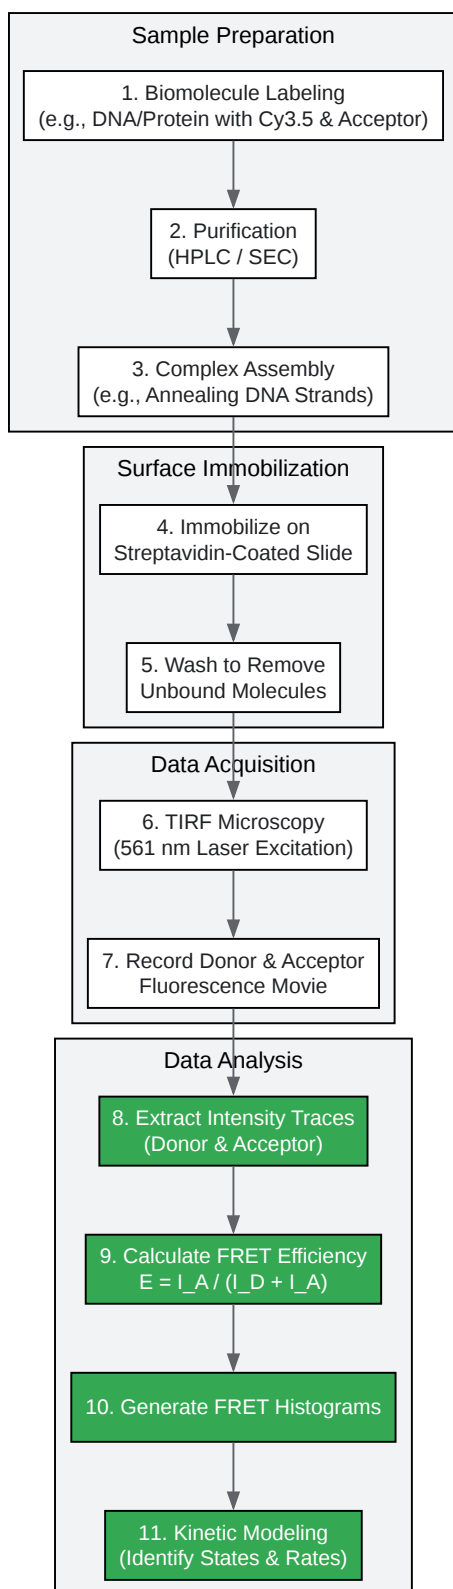 Sample Preparation
1. Biomolecule Labeling
(e.g., DNA/Protein with Cy3.5 & Acceptor)
2. Purification
(HPLC / SEC)
3. Complex Assembly
(e.g., Annealing DNA Strands)
Surface Immobilization
4. Immobilize on
Streptavidin-Coated Slide
5. Wash to Remove
Unbound Molecules
Data Acquisition
6. TIRF Microscopy
(561 nm Laser Excitation)
7. Record Donor & Acceptor
Fluorescence Movie
Data Analysis
8. Extract Intensity Traces
(Donor & Acceptor)
9. Calculate FRET Efficiency
E = I_A / (I_D + I_A)
10. Generate FRET Histograms
11. Kinetic Modeling
(Identify States & Rates)